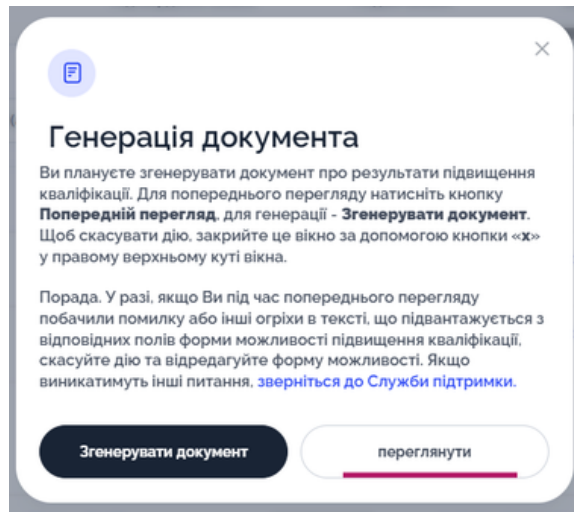 Генерація документа
Ви плануєте згенерувати документ про результати підвищення
кваліфікації. Для попереднього перегляду натисніть кнопку
Попередній перегляд, для генерації - Згенерувати документ.
Щоб скасувати дію, закрийте це вікно за допомогою кнопки «х»
у правому верхньому куті вікна.
Порада. У разі, якщо Ви під час попереднього перегляду
побачили помилку або інші огріхи в тексті, що підвантажується з
відповідних полів форми можливості підвищення кваліфікації,
скасуйте дію та відредагуйте форму можливості. Якщо
виникатимуть інші питання, зверніться до Служби підтримки.
Згенерувати документ
переглянути